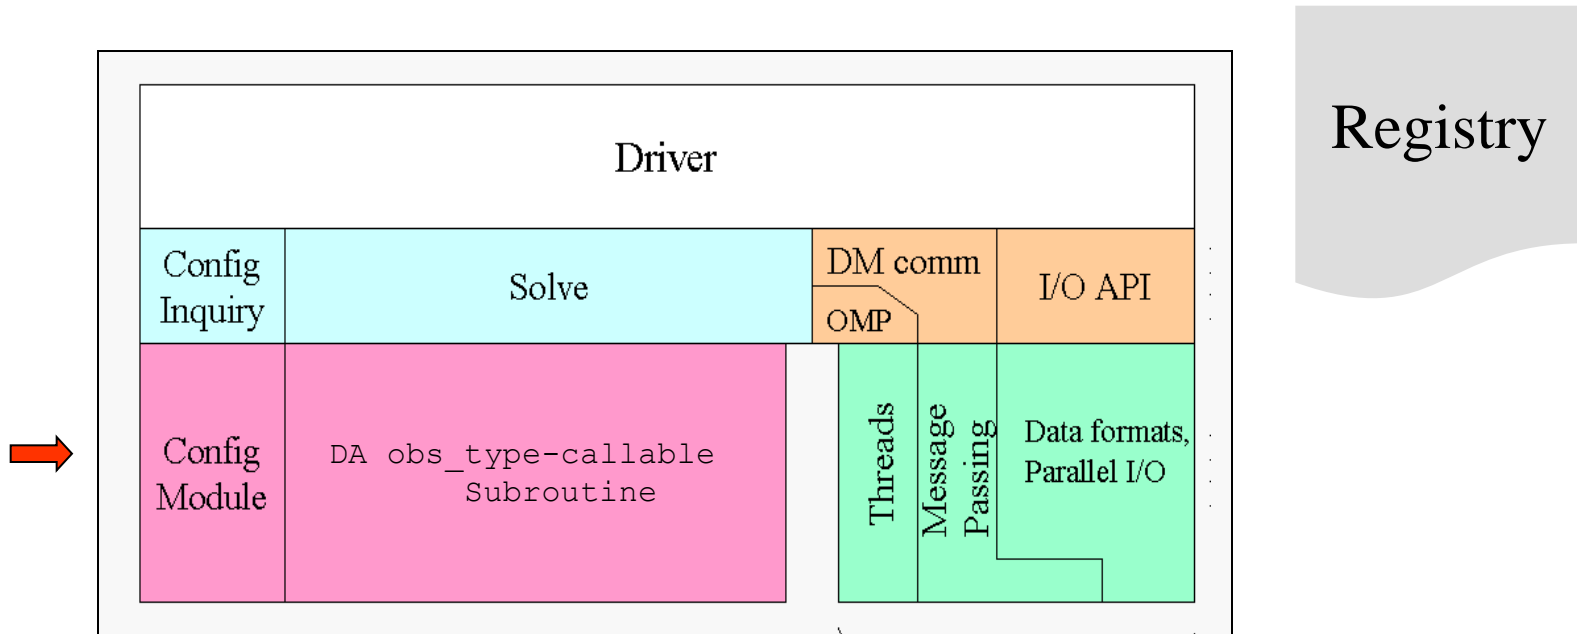 Registry
Driver
Config
Inquiry
Solve
DM comm
OMP
I/O API
Config
Module
DA obs_type-callable
Subroutine
Threads
Message
Passing
Data formats,
Parallel I/O